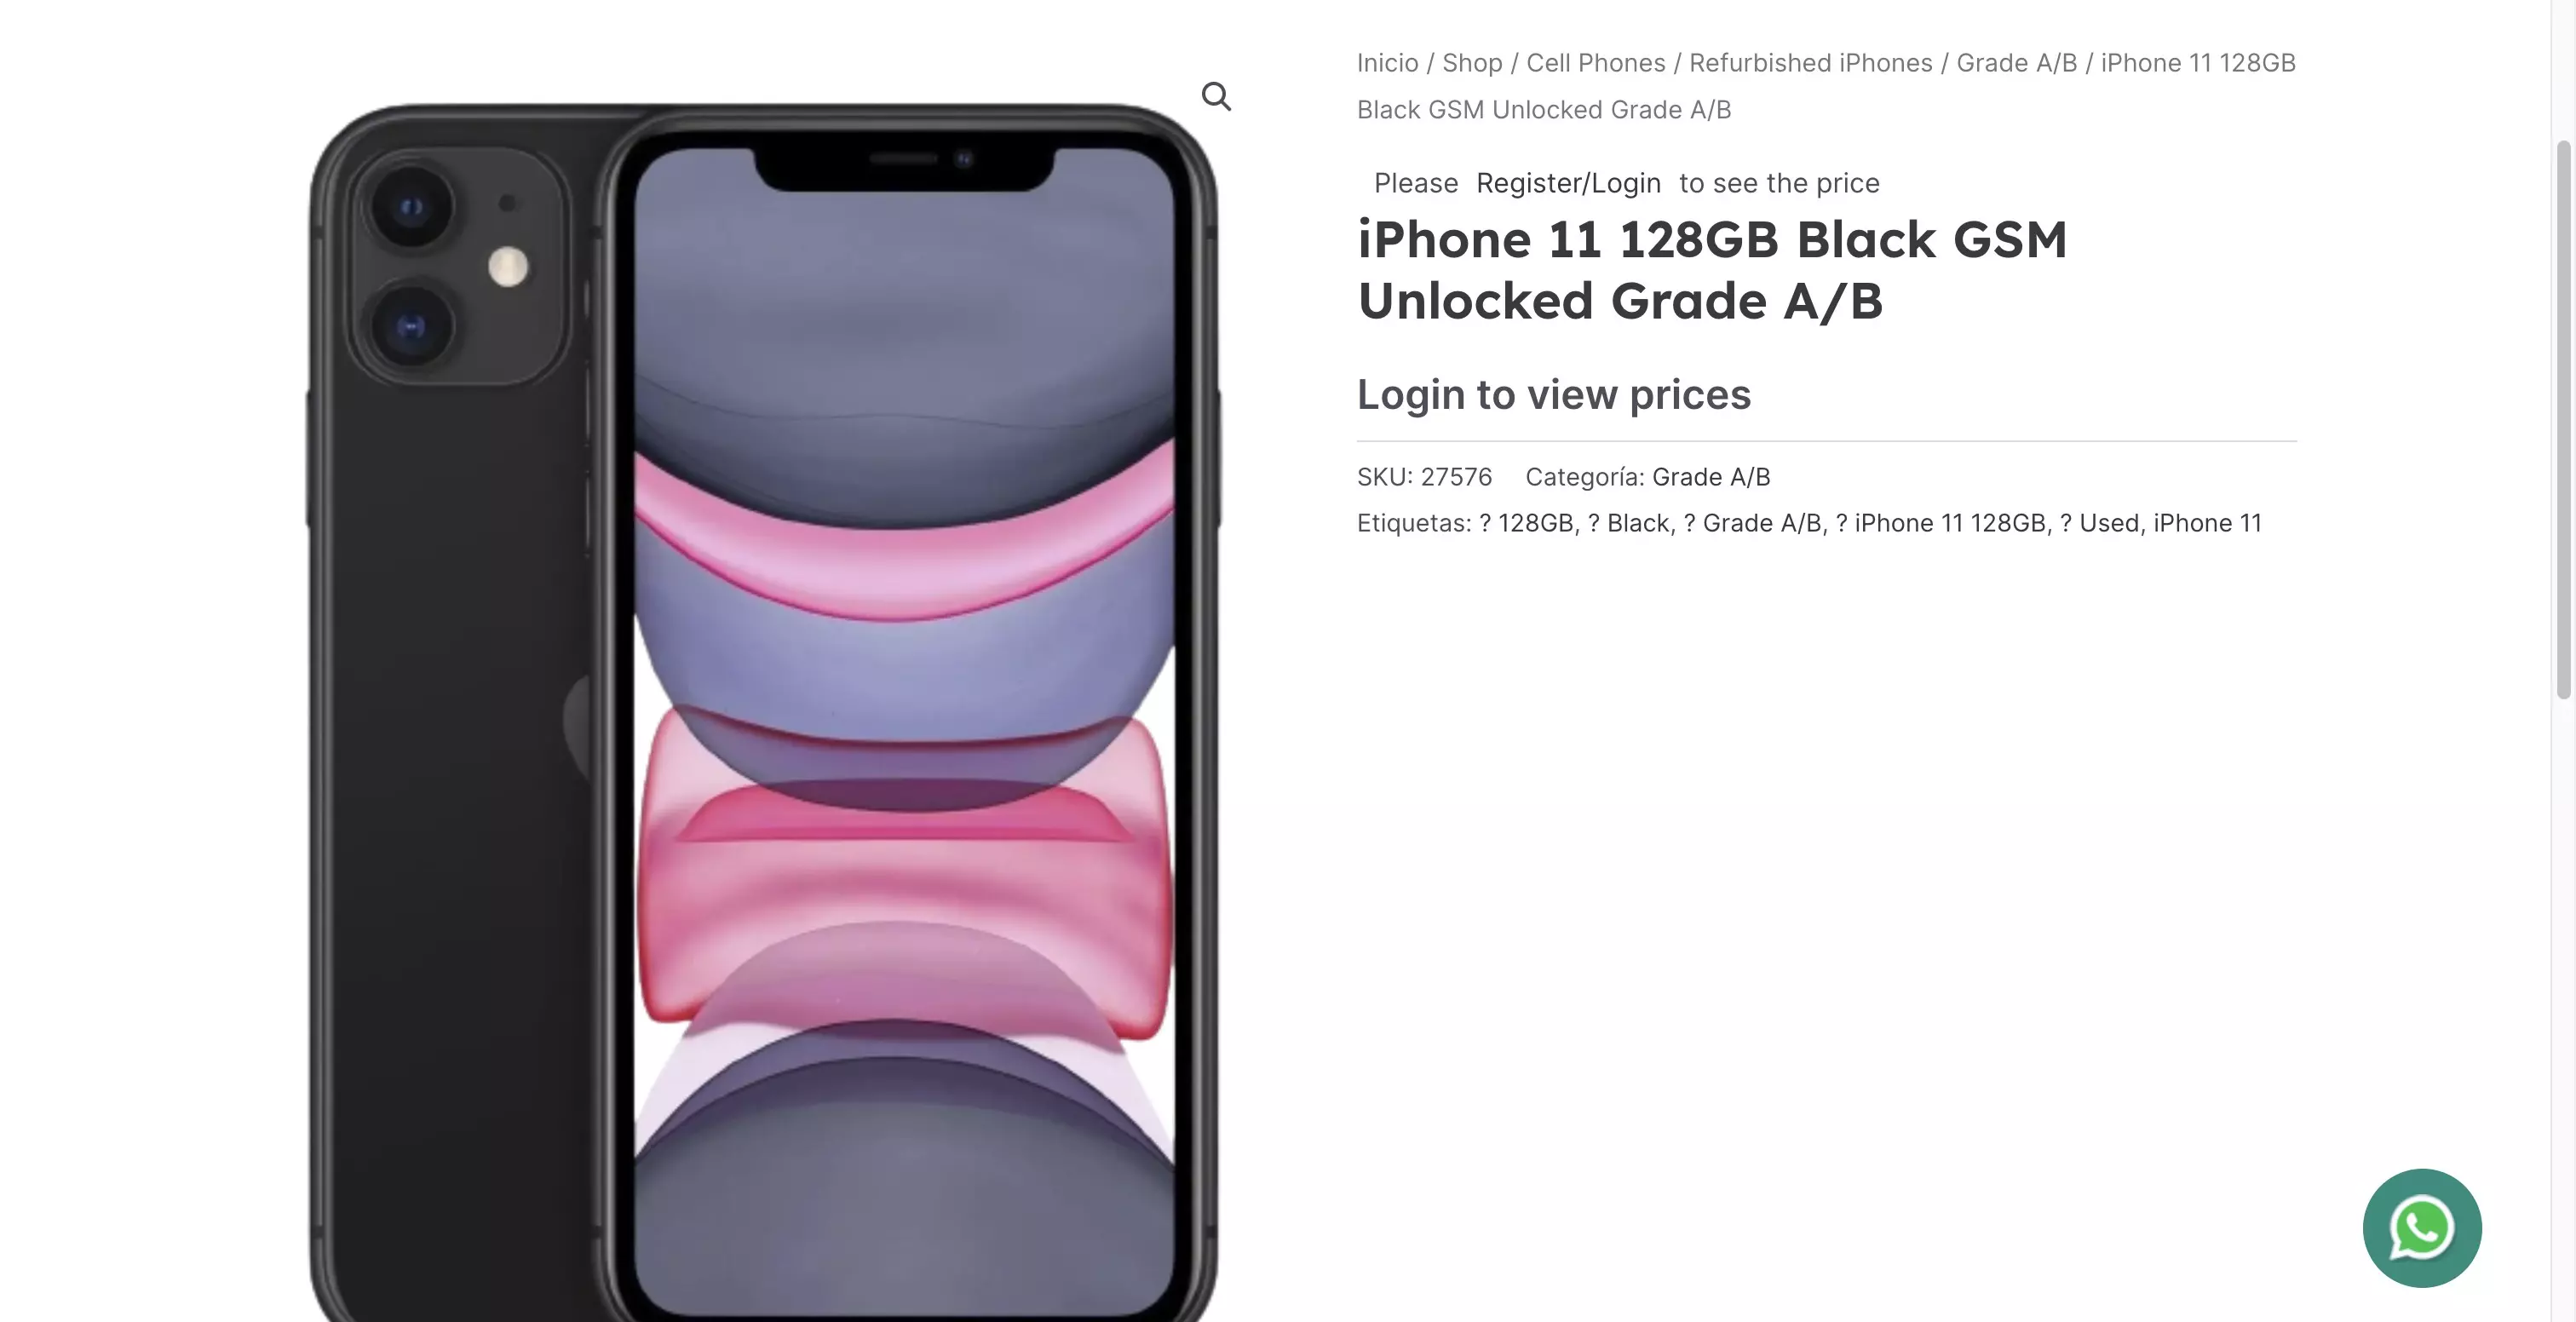 Inicio / Shop / Cell Phones / Refurbished iPhones / Grade A/B / iPhone 11 128GB
Black GSM Unlocked Grade A/B
Please Register/Login to see the price
iPhone 11 128GB Black GSM
Unlocked Grade A/B
Login to view prices
SKU: 27576 Categoría: Grade A/B
Etiquetas: ? 128GB, ? Black, ? Grade A/B, ? iPhone 11 128GB, ? Used, iPhone 11